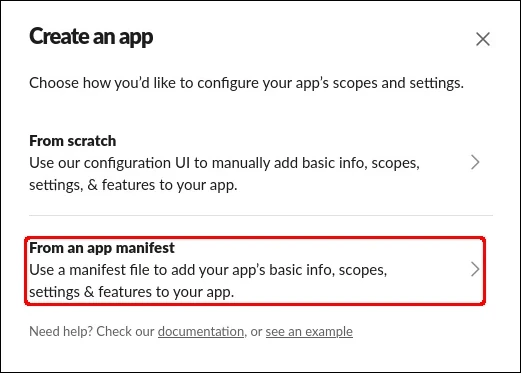 Create an app
Choose how you’d like to configure your app’s scopes and settings.
From scratch
Use our configuration UI to manually add basic info, scopes,
settings, & features to your app.
From an app manifest
Use a manifest file to add your app’s basic info, scopes,
settings & features to your app.
Need help? Check our documentation, or see an example